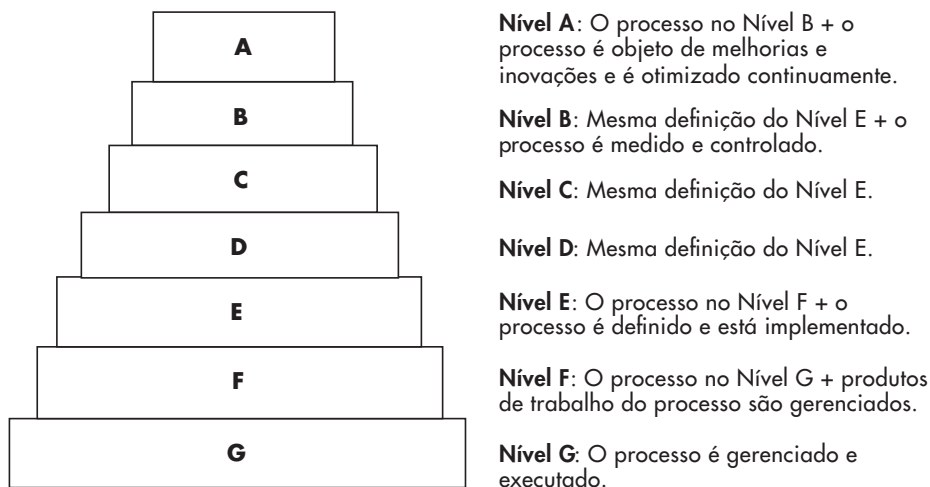 A
Nível A: O processo no Nível B + o
processo é objeto de melhorias e
inovações e é otimizado continuamente.
B
Nível B: Mesma definição do Nível E + o
processo é medido e controlado.
C
Nível C: Mesma definição do Nível E.
D
Nível D: Mesma definição do Nível E.
E
Nível E: O processo no Nível F + o
processo é definido e está implementado.
F
Nível F: O processo no Nível G + produtos
de trabalho do processo são gerenciados.
G
Nível G: O processo é gerenciado e
executado.